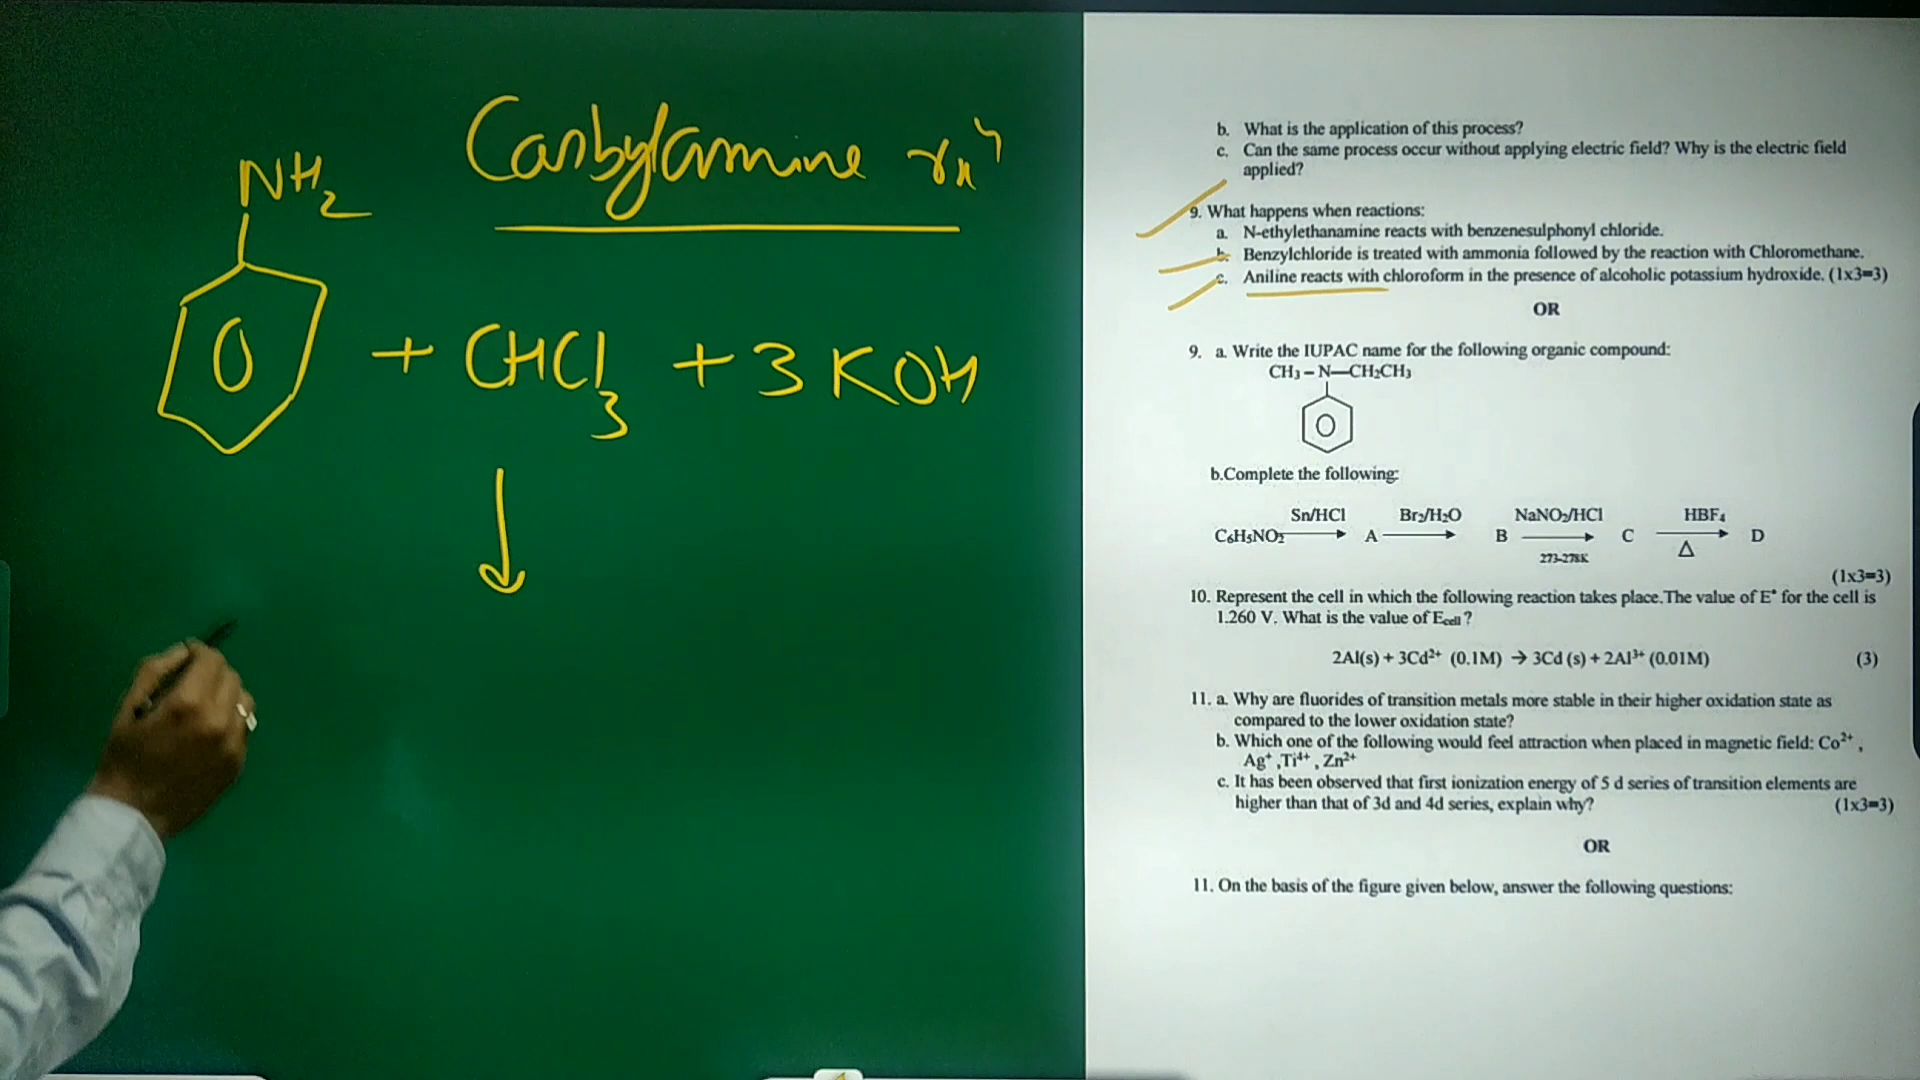 Carbylamine rxn
NH2
+ CHCl3 + 3 KOH
b. What is the application of this process?
c. Can the same process occur without applying electric field? Why is the electric field
applied?
9. What happens when reactions:
a. N-ethylethanamine reacts with benzenesulphonyl chloride.
b. Benzylchloride is treated with ammonia followed by the reaction with Chloromethane.
c. Aniline reacts with chloroform in the presence of alcoholic potassium hydroxide. (1x3=3)
OR
9. a. Write the IUPAC name for the following organic compound:
CH3 – N—CH2CH3
b.Complete the following:
Sn/HCl Br2/H2O NaNO2/HCl HBF4
C6H5NO2 A B C D
273-278K Δ
(1x3=3)
10. Represent the cell in which the following reaction takes place.The value of E° for the cell is
1.260 V. What is the value of Ecell ?
2Al(s) + 3Cd²⁺ (0.1M) → 3Cd (s) + 2Al³⁺ (0.01M) (3)
11. a. Why are fluorides of transition metals more stable in their higher oxidation state as
compared to the lower oxidation state?
b. Which one of the following would feel attraction when placed in magnetic field: Co²⁺ ,
Ag⁺ ,Ti⁴⁺ , Zn²⁺
c. It has been observed that first ionization energy of 5 d series of transition elements are
higher than that of 3d and 4d series, explain why? (1x3=3)
OR
11. On the basis of the figure given below, answer the following questions: